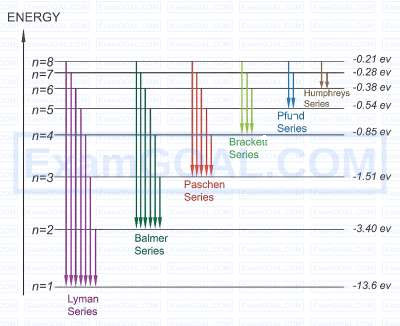 ENERGY
n=8 -0.21 ev
n=7 -0.28 ev
n=6 -0.38 ev
Humphreys
Series
n=5 -0.54 ev
Pfund
Series
n=4 -0.85 ev
Bracket
Series
ExamGOAL.COM
n=3 -1.51 ev
Paschen
Series
n=2 -3.40 ev
Balmer
Series
n=1 -13.6 ev
Lyman
Series